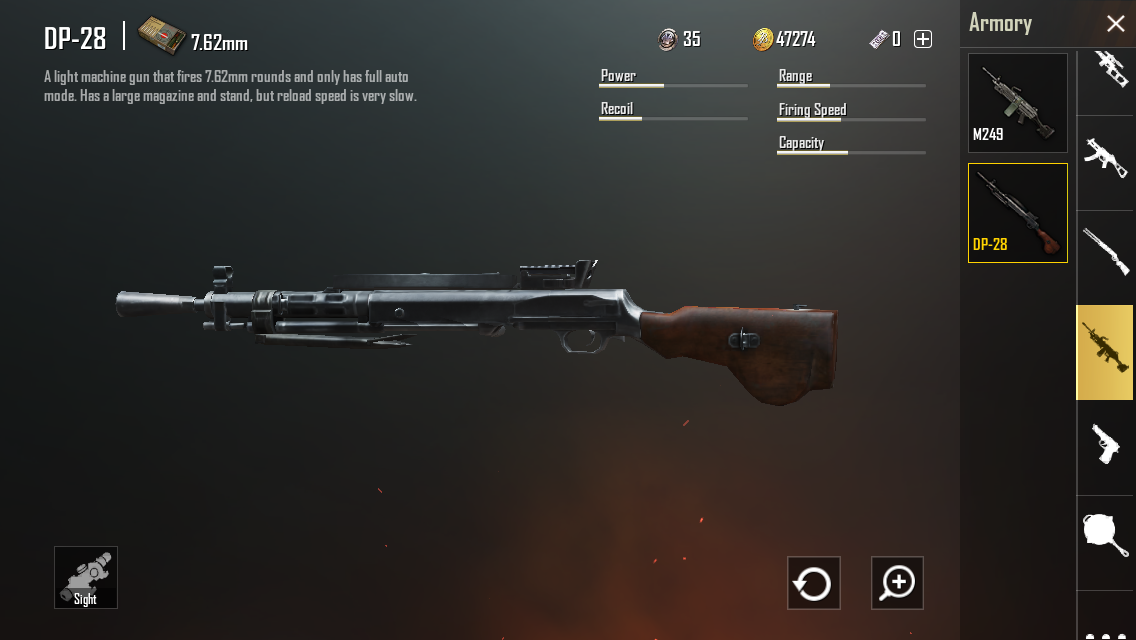 DP-28
7.62mm
A light machine gun that fires 7.62mm rounds and only has full auto
mode. Has a large magazine and stand, but reload speed is very slow.
35
47274
0
Power
Range
Recoil
Firing Speed
Capacity
Armory
M249
DP-28
Sight